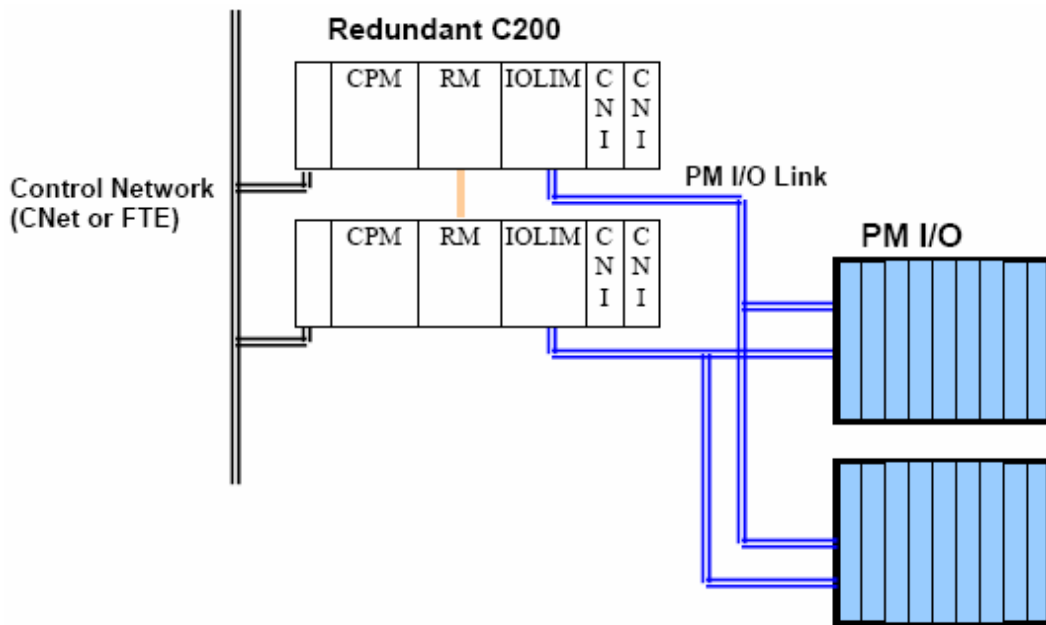 Redundant C200
CPM RM IOLIM C N I C N I
Control Network
(CNet or FTE)
PM I/O Link
CPM RM IOLIM C N I C N I
PM I/O